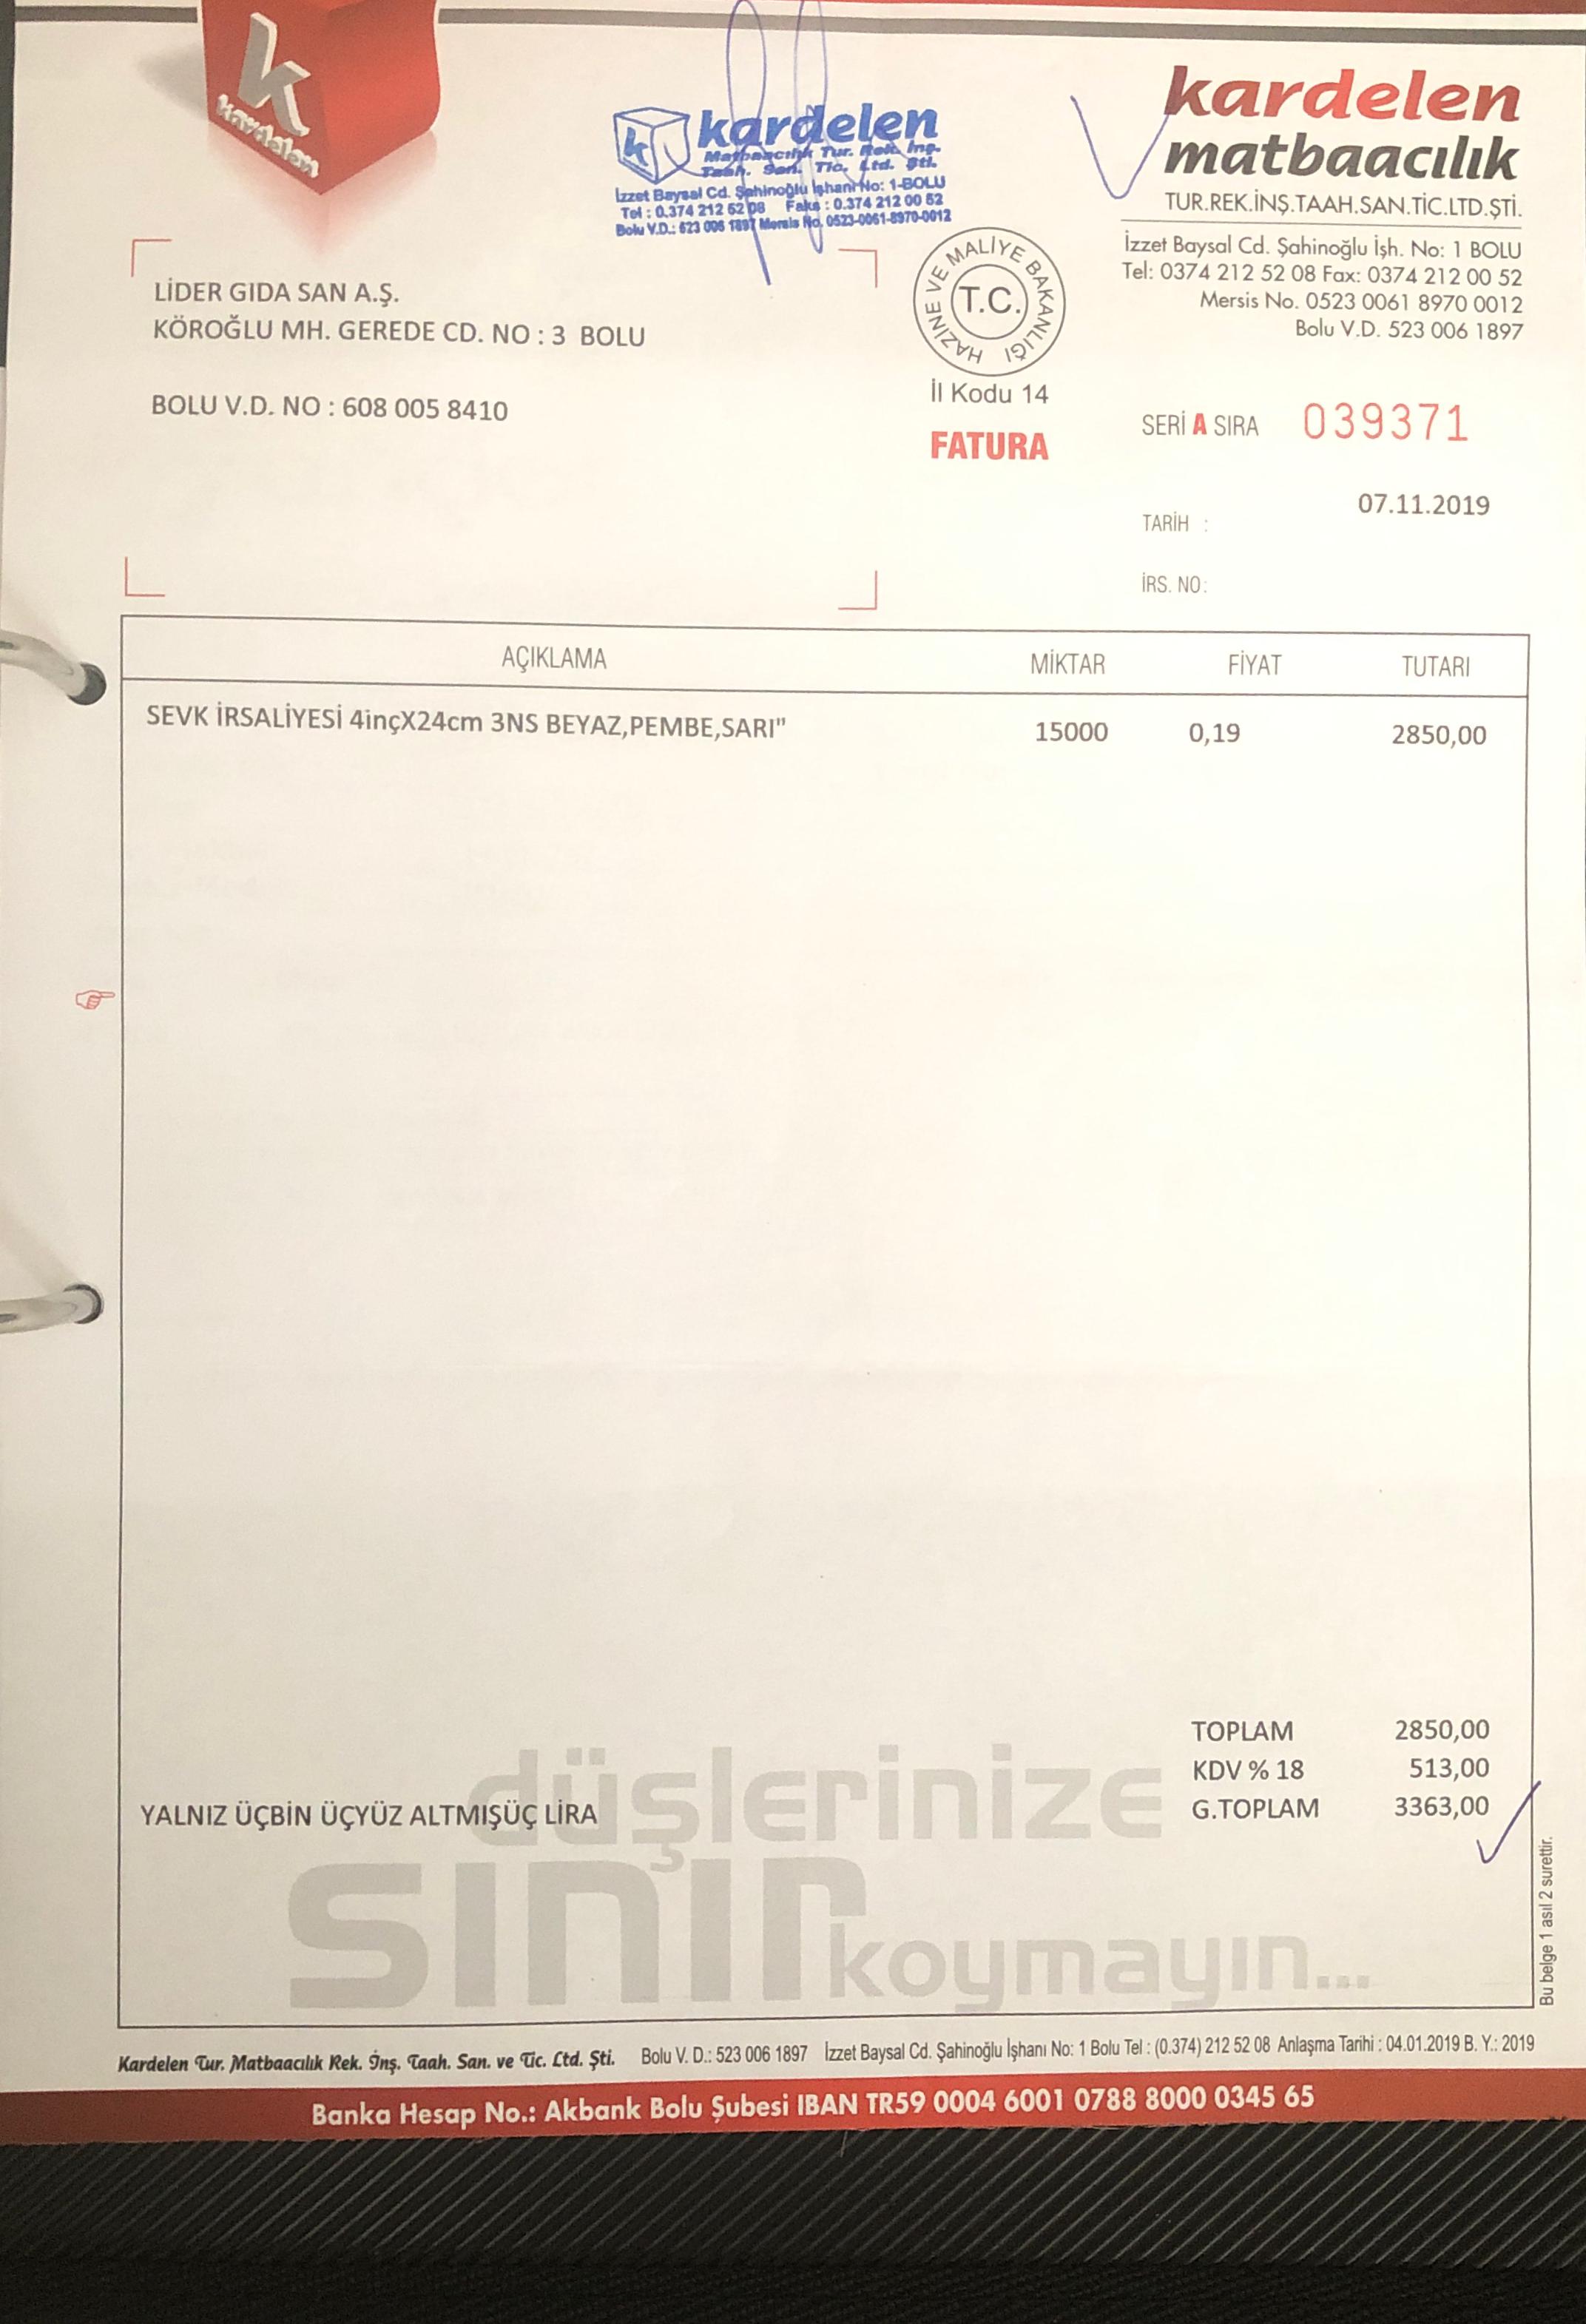 k
kardelen
kardelen
Matbaacılık Tur. Rek. İnş.
Taah. San. Tic. Ltd. Şti.
İzzet Baysal Cd. Şahinoğlu İşhanı No: 1-BOLU
Tel : 0.374 212 52 08 Faks : 0.374 212 00 52
Bolu V.D.: 523 006 1897 Mersis No. 0523-0061-8970-0012
kardelen
matbaacılık
TUR.REK.İNŞ.TAAH.SAN.TİC.LTD.ŞTİ.
İzzet Baysal Cd. Şahinoğlu İşh. No: 1 BOLU
Tel: 0374 212 52 08 Fax: 0374 212 00 52
Mersis No. 0523 0061 8970 0012
Bolu V.D. 523 006 1897
LİDER GIDA SAN A.Ş.
KÖROĞLU MH. GEREDE CD. NO : 3 BOLU
BOLU V.D. NO : 608 005 8410
HAZİNE VE MALİYE BAKANLIĞI
T.C.
İl Kodu 14
FATURA
SERİ A SIRA 039371
TARİH : 07.11.2019
İRS. NO:
AÇIKLAMA MİKTAR FİYAT TUTARI
SEVK İRSALİYESİ 4inçX24cm 3NS BEYAZ,PEMBE,SARI" 15000 0,19 2850,00
TOPLAM 2850,00
KDV % 18 513,00
YALNIZ ÜÇBİN ÜÇYÜZ ALTMIŞÜÇ LİRA G.TOPLAM 3363,00
düşlerinize
sınır koymayın...
Bu belge 1 asıl 2 surettir.
Kardelen Tur. Matbaacılık Rek. İnş. Taah. San. ve Tic. Ltd. Şti. Bolu V. D.: 523 006 1897 İzzet Baysal Cd. Şahinoğlu İşhanı No: 1 Bolu Tel : (0.374) 212 52 08 Anlaşma Tarihi : 04.01.2019 B. Y.: 2019
Banka Hesap No.: Akbank Bolu Şubesi IBAN TR59 0004 6001 0788 8000 0345 65